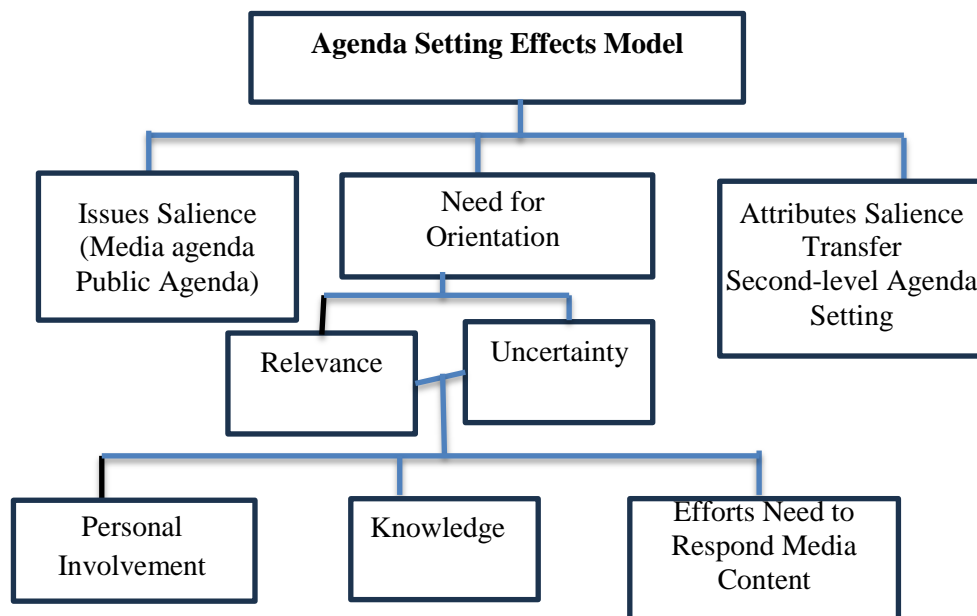 Agenda Setting Effects Model
Issues Salience
(Media agenda
Public Agenda)
Need for
Orientation
Attributes Salience
Transfer
Second-level Agenda
Setting
Relevance
Uncertainty
Personal
Involvement
Knowledge
Efforts Need to
Respond Media
Content